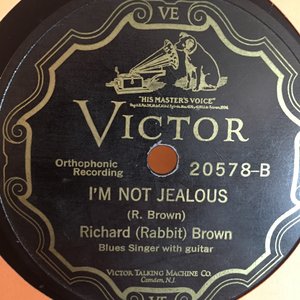 VE
"HIS MASTER'S VOICE"
VICTOR
Orthophonic
Recording
20578-B
I'M NOT JEALOUS
(R. Brown)
Richard (Rabbit) Brown
Blues Singer with guitar
VICTOR TALKING MACHINE CO.
Camden, N.J.
VE